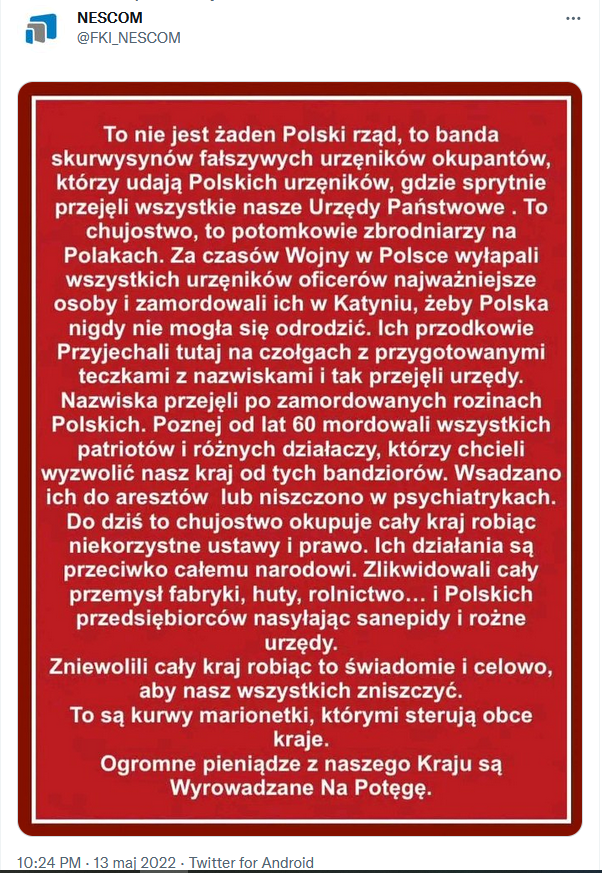 NESCOM
@FKI_NESCOM
To nie jest żaden Polski rząd, to banda
skurwysynów fałszywych urzęników okupantów,
którzy udają Polskich urzęników, gdzie sprytnie
przejęli wszystkie nasze Urzędy Państwowe . To
chujostwo, to potomkowie zbrodniarzy na
Polakach. Za czasów Wojny w Polsce wyłapali
wszystkich urzęników oficerów najważniejsze
osoby i zamordowali ich w Katyniu, żeby Polska
nigdy nie mogła się odrodzić. Ich przodkowie
Przyjechali tutaj na czołgach z przygotowanymi
teczkami z nazwiskami i tak przejęli urzędy.
Nazwiska przejęli po zamordowanych rozinach
Polskich. Poznej od lat 60 mordowali wszystkich
patriotów i różnych działaczy, którzy chcieli
wyzwolić nasz kraj od tych bandziorów. Wsadzano
ich do aresztów lub niszczono w psychiatrykach.
Do dziś to chujostwo okupuje cały kraj robiąc
niekorzystne ustawy i prawo. Ich działania są
przeciwko całemu narodowi. Zlikwidowali cały
przemysł fabryki, huty, rolnictwo... i Polskich
przedsiębiorców nasyłając sanepidy i rożne
urzędy.
Zniewolili cały kraj robiąc to świadomie i celowo,
aby nasz wszystkich zniszczyć.
To są kurwy marionetki, którymi sterują obce
kraje.
Ogromne pieniądze z naszego Kraju są
Wyrowadzane Na Potęgę.
10:24 PM · 13 maj 2022 · Twitter for Android